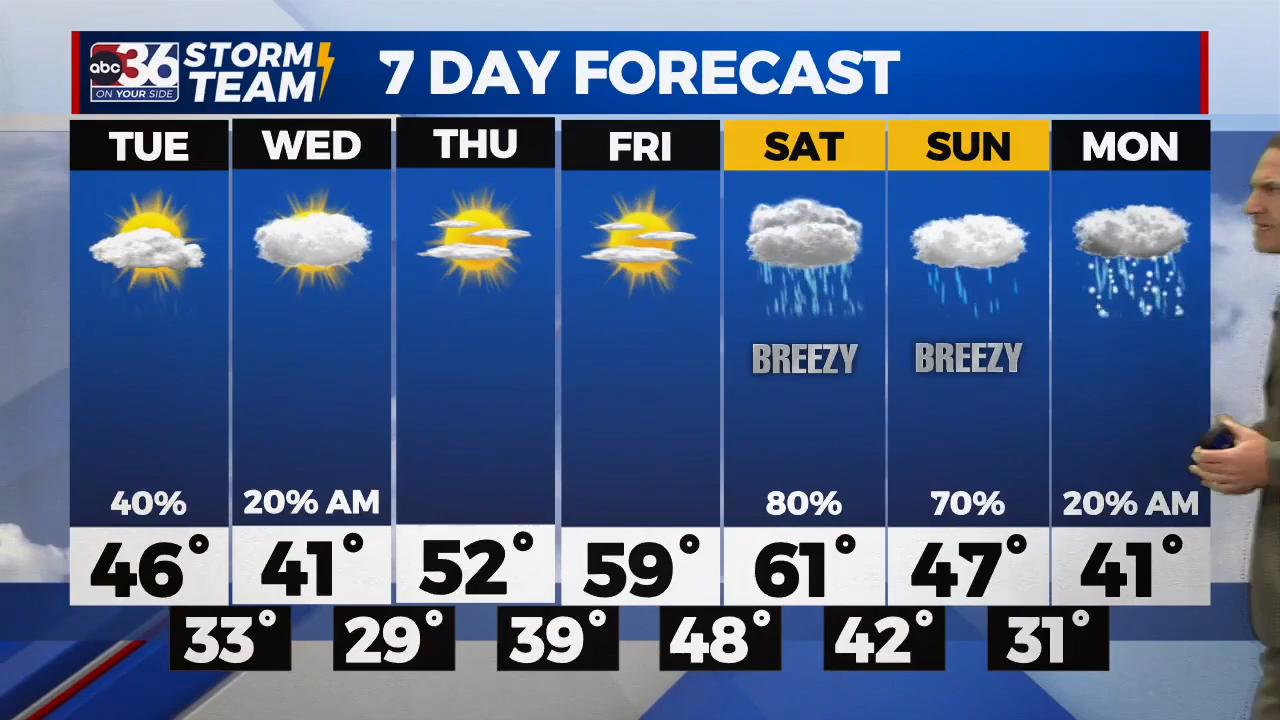 abc 36
ON YOUR SIDE
STORM
TEAM
7 DAY FORECAST
TUE WED THU FRI SAT SUN MON
BREEZY BREEZY
40% 20% AM 80% 70% 20% AM
46° 41° 52° 59° 61° 47° 41°
33° 29° 39° 48° 42° 31°